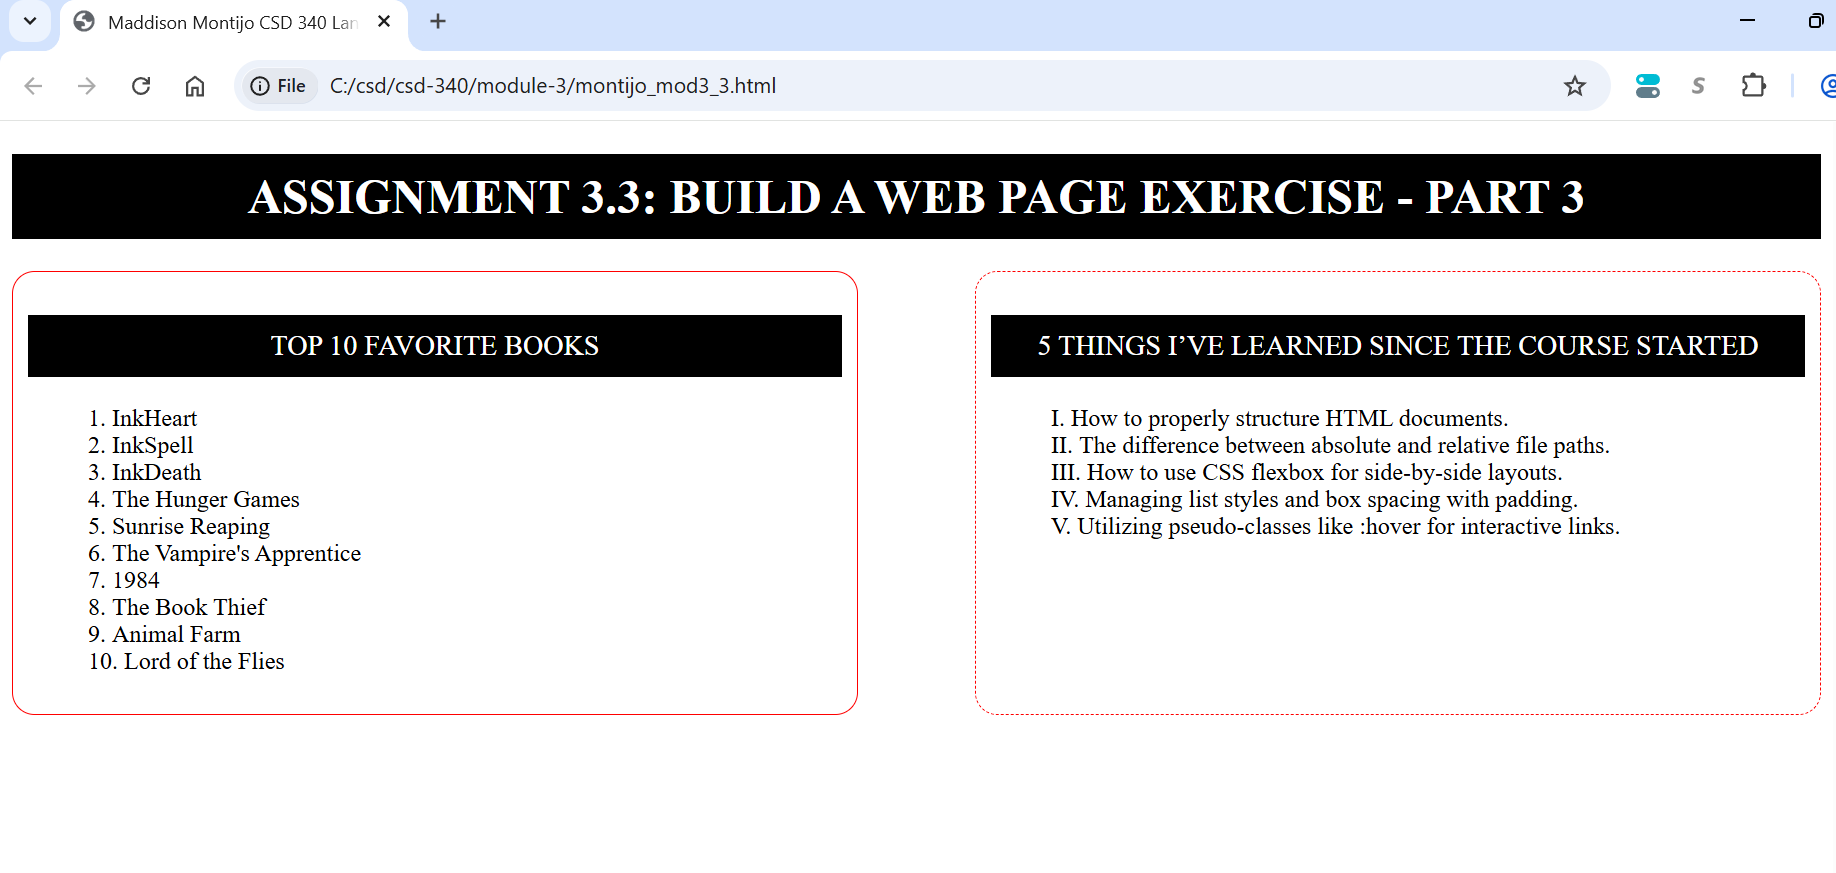 Maddison Montijo CSD 340 Lan
File
C:/csd/csd-340/module-3/montijo_mod3_3.html
S
ASSIGNMENT 3.3: BUILD A WEB PAGE EXERCISE - PART 3
TOP 10 FAVORITE BOOKS
1. InkHeart
2. InkSpell
3. InkDeath
4. The Hunger Games
5. Sunrise Reaping
6. The Vampire's Apprentice
7. 1984
8. The Book Thief
9. Animal Farm
10. Lord of the Flies
5 THINGS I’VE LEARNED SINCE THE COURSE STARTED
I. How to properly structure HTML documents.
II. The difference between absolute and relative file paths.
III. How to use CSS flexbox for side-by-side layouts.
IV. Managing list styles and box spacing with padding.
V. Utilizing pseudo-classes like :hover for interactive links.